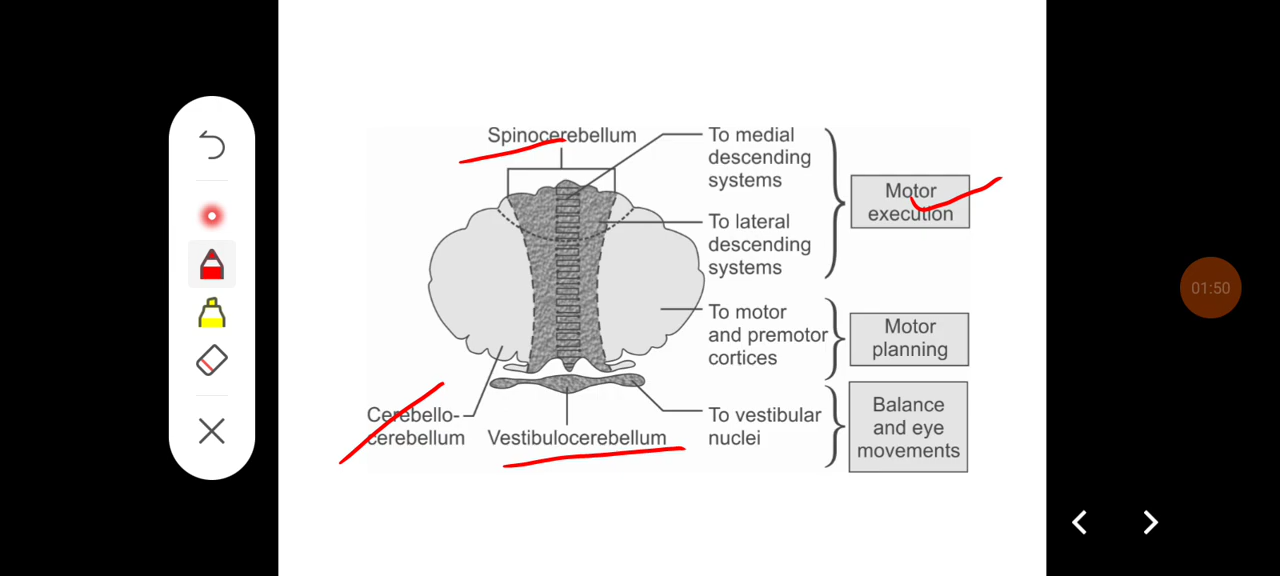 Spinocerebellum
To medial
descending
systems
Motor
execution
To lateral
descending
systems
To motor
and premotor
cortices
Motor
planning
Cerebello-
cerebellum
Vestibulocerebellum
To vestibular
nuclei
Balance
and eye
movements
01:50